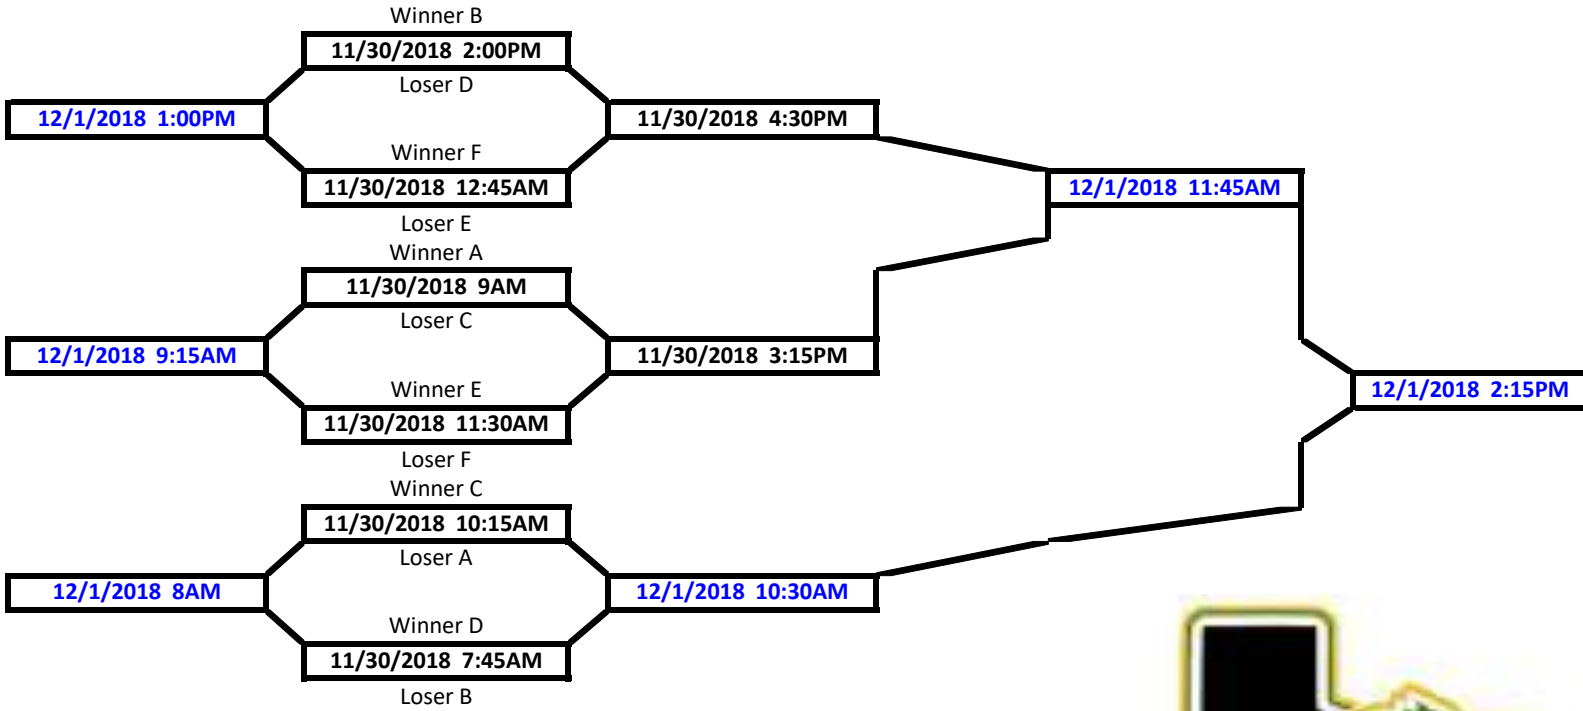 Winner B
11/30/2018 2:00PM
Loser D
12/1/2018 1:00PM
11/30/2018 4:30PM
Winner F
11/30/2018 12:45AM
12/1/2018 11:45AM
Loser E
Winner A
11/30/2018 9AM
Loser C
12/1/2018 9:15AM
11/30/2018 3:15PM
Winner E
12/1/2018 2:15PM
11/30/2018 11:30AM
Loser F
Winner C
11/30/2018 10:15AM
Loser A
12/1/2018 8AM
12/1/2018 10:30AM
Winner D
11/30/2018 7:45AM
Loser B